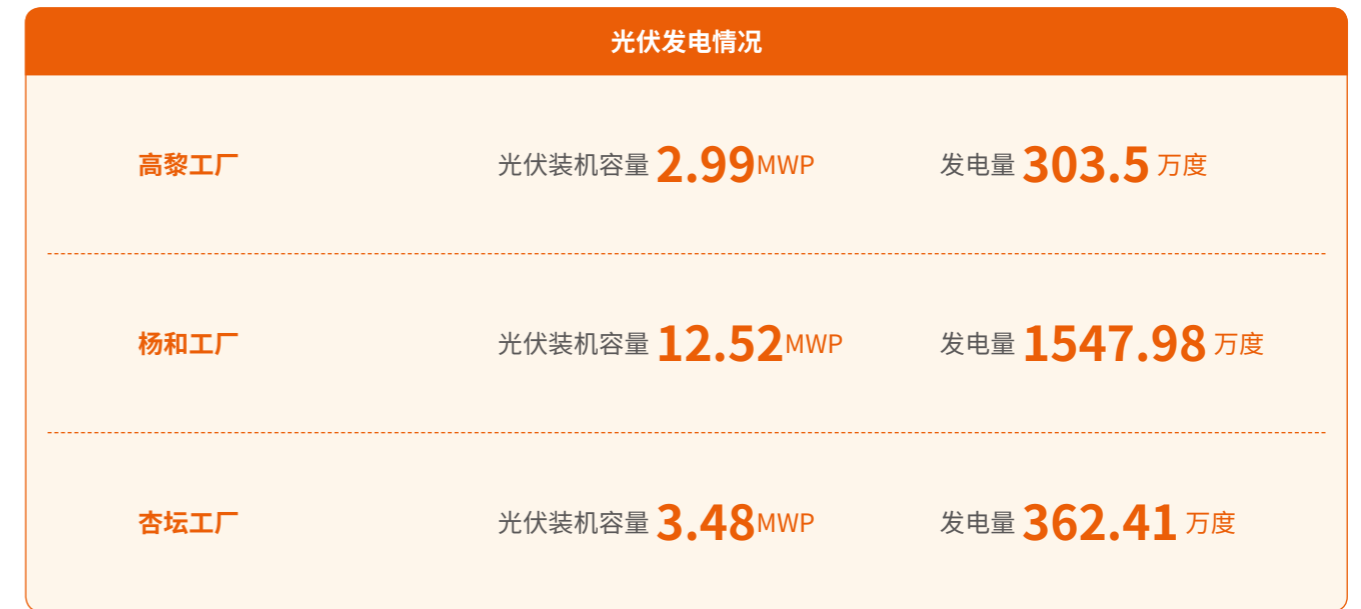 光伏发电情况
高黎工厂 光伏装机容量 2.99MWP 发电量 303.5 万度
杨和工厂 光伏装机容量 12.52MWP 发电量 1547.98 万度
杏坛工厂 光伏装机容量 3.48MWP 发电量 362.41 万度